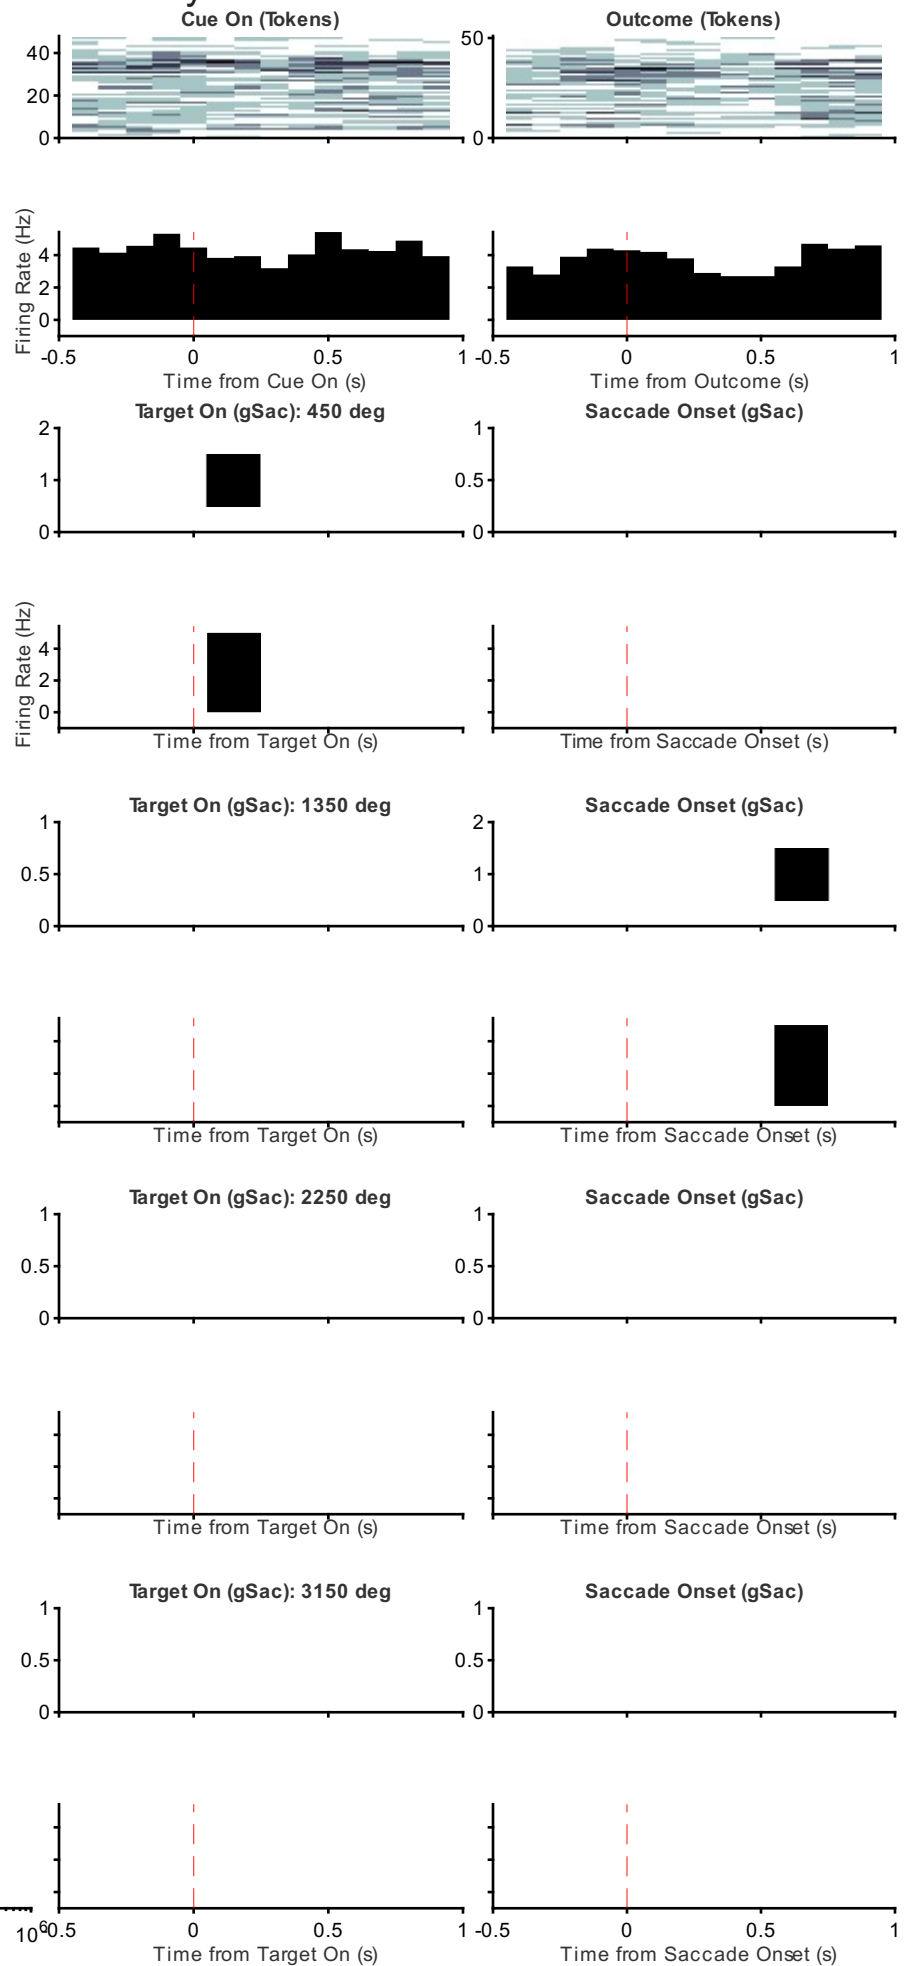 y
Cue On (Tokens) Outcome (Tokens)
40 50
20
0 0
Firing Rate (Hz)
4
2
0
-0.5 0 0.5 1 -0.5 0 0.5 1
Time from Cue On (s) Time from Outcome (s)
Target On (gSac): 450 deg Saccade Onset (gSac)
2 1
1 0.5
0 0
Firing Rate (Hz)
4
2
0
Time from Target On (s) Time from Saccade Onset (s)
Target On (gSac): 1350 deg Saccade Onset (gSac)
1 2
0.5 1
0 0
Time from Target On (s) Time from Saccade Onset (s)
Target On (gSac): 2250 deg Saccade Onset (gSac)
1 1
0.5 0.5
0 0
Time from Target On (s) Time from Saccade Onset (s)
Target On (gSac): 3150 deg Saccade Onset (gSac)
1 1
0.5 0.5
0 0
10^6 -0.5 0 0.5 1 -0.5 0 0.5 1
Time from Target On (s) Time from Saccade Onset (s)